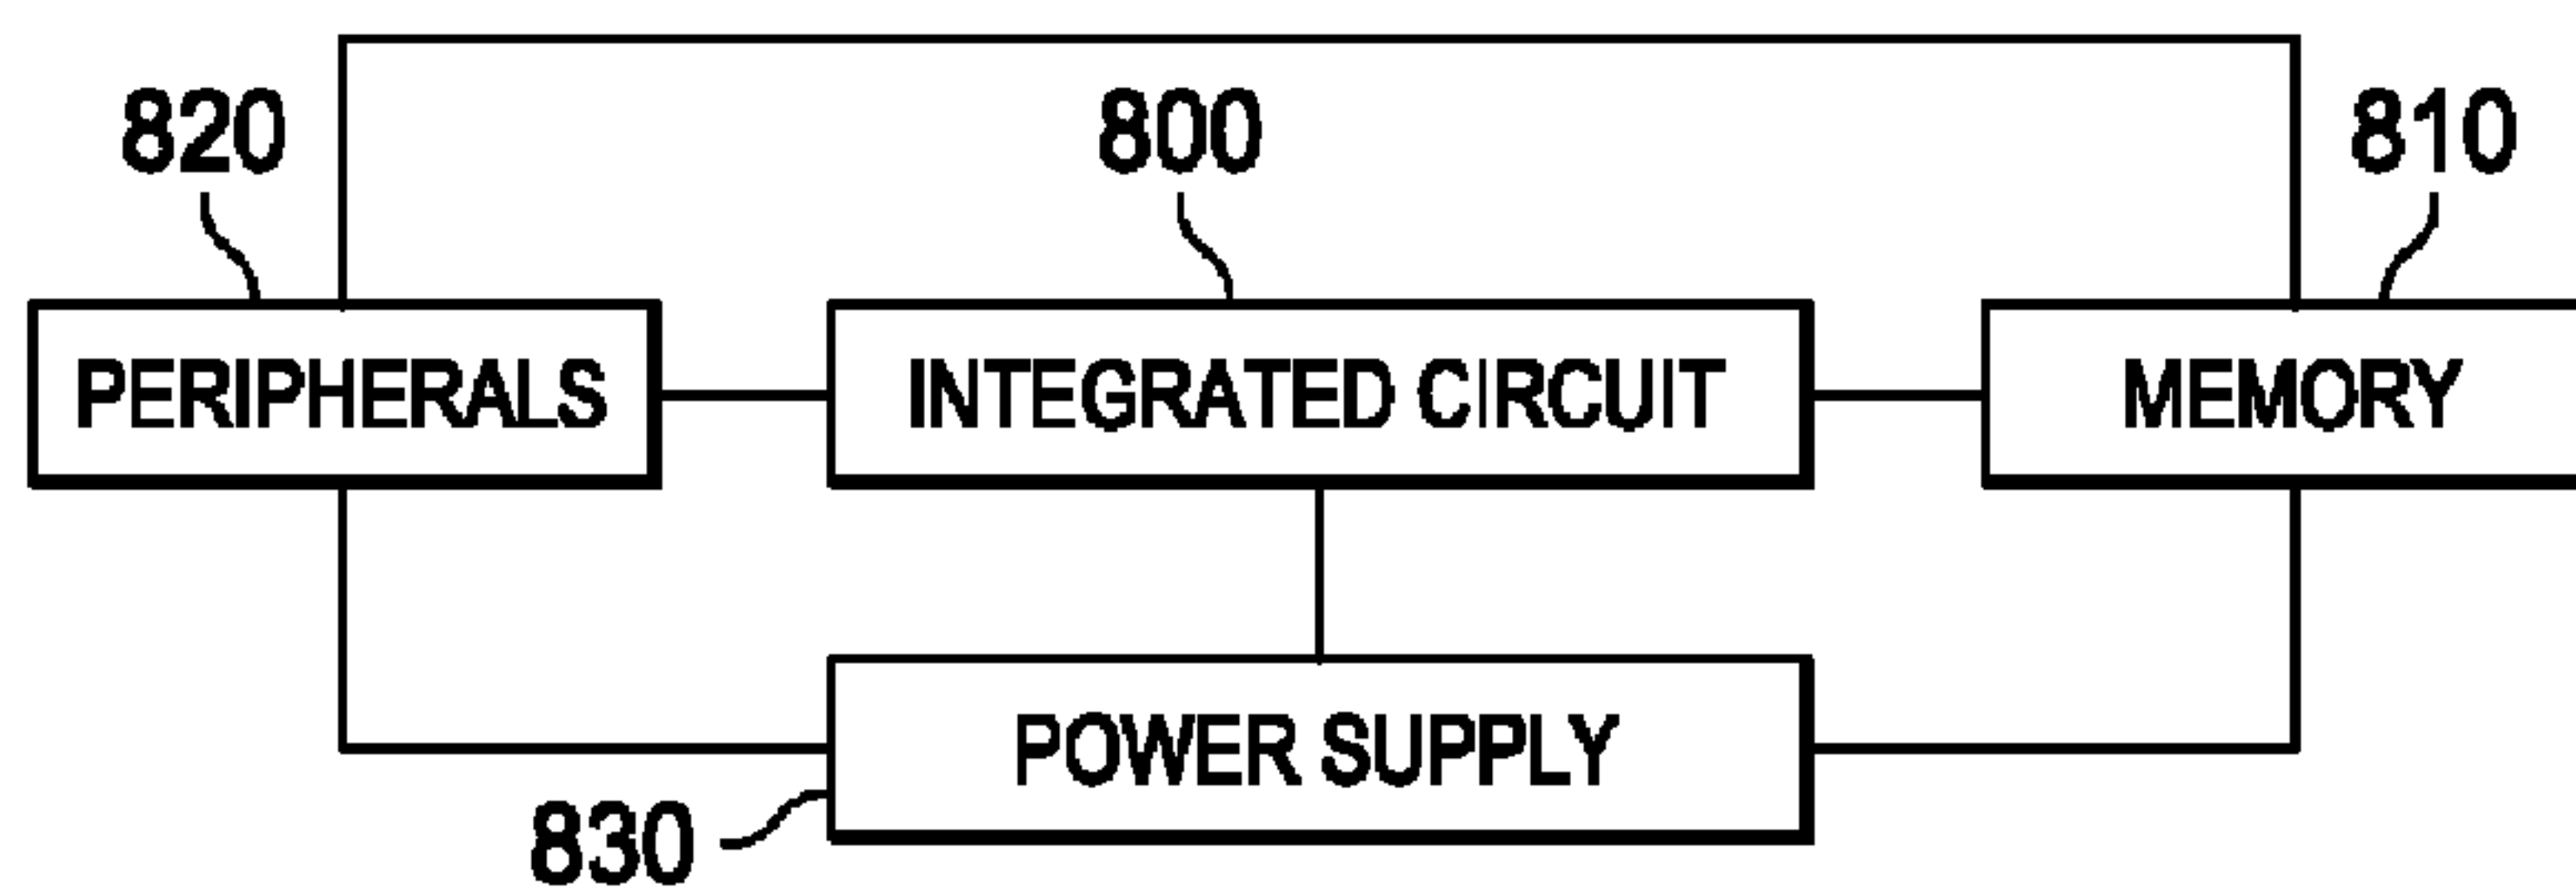 820
800
810
PERIPHERALS
INTEGRATED CIRCUIT
MEMORY
POWER SUPPLY
830